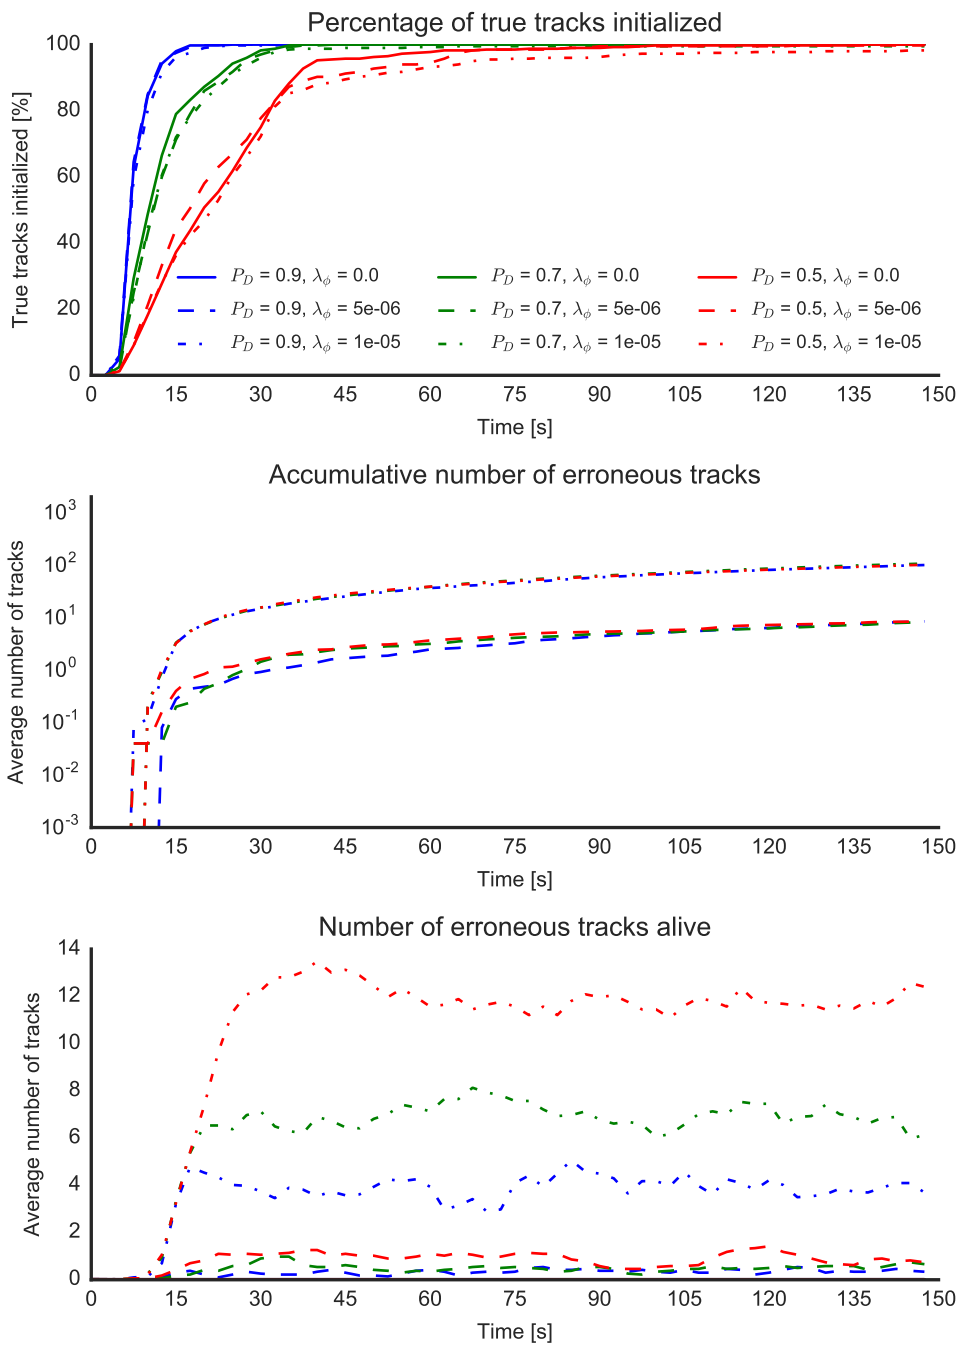 Percentage of true tracks initialized
True tracks initialized [%]
100
80
60
40
20
0
P_D = 0.9, λ_ϕ = 0.0
P_D = 0.7, λ_ϕ = 0.0
P_D = 0.5, λ_ϕ = 0.0
P_D = 0.9, λ_ϕ = 5e-06
P_D = 0.7, λ_ϕ = 5e-06
P_D = 0.5, λ_ϕ = 5e-06
P_D = 0.9, λ_ϕ = 1e-05
P_D = 0.7, λ_ϕ = 1e-05
P_D = 0.5, λ_ϕ = 1e-05
0 15 30 45 60 75 90 105 120 135 150
Time [s]
Accumulative number of erroneous tracks
Average number of tracks
10^3
10^2
10^1
10^0
10^-1
10^-2
10^-3
0 15 30 45 60 75 90 105 120 135 150
Time [s]
Number of erroneous tracks alive
Average number of tracks
14
12
10
8
6
4
2
0
0 15 30 45 60 75 90 105 120 135 150
Time [s]